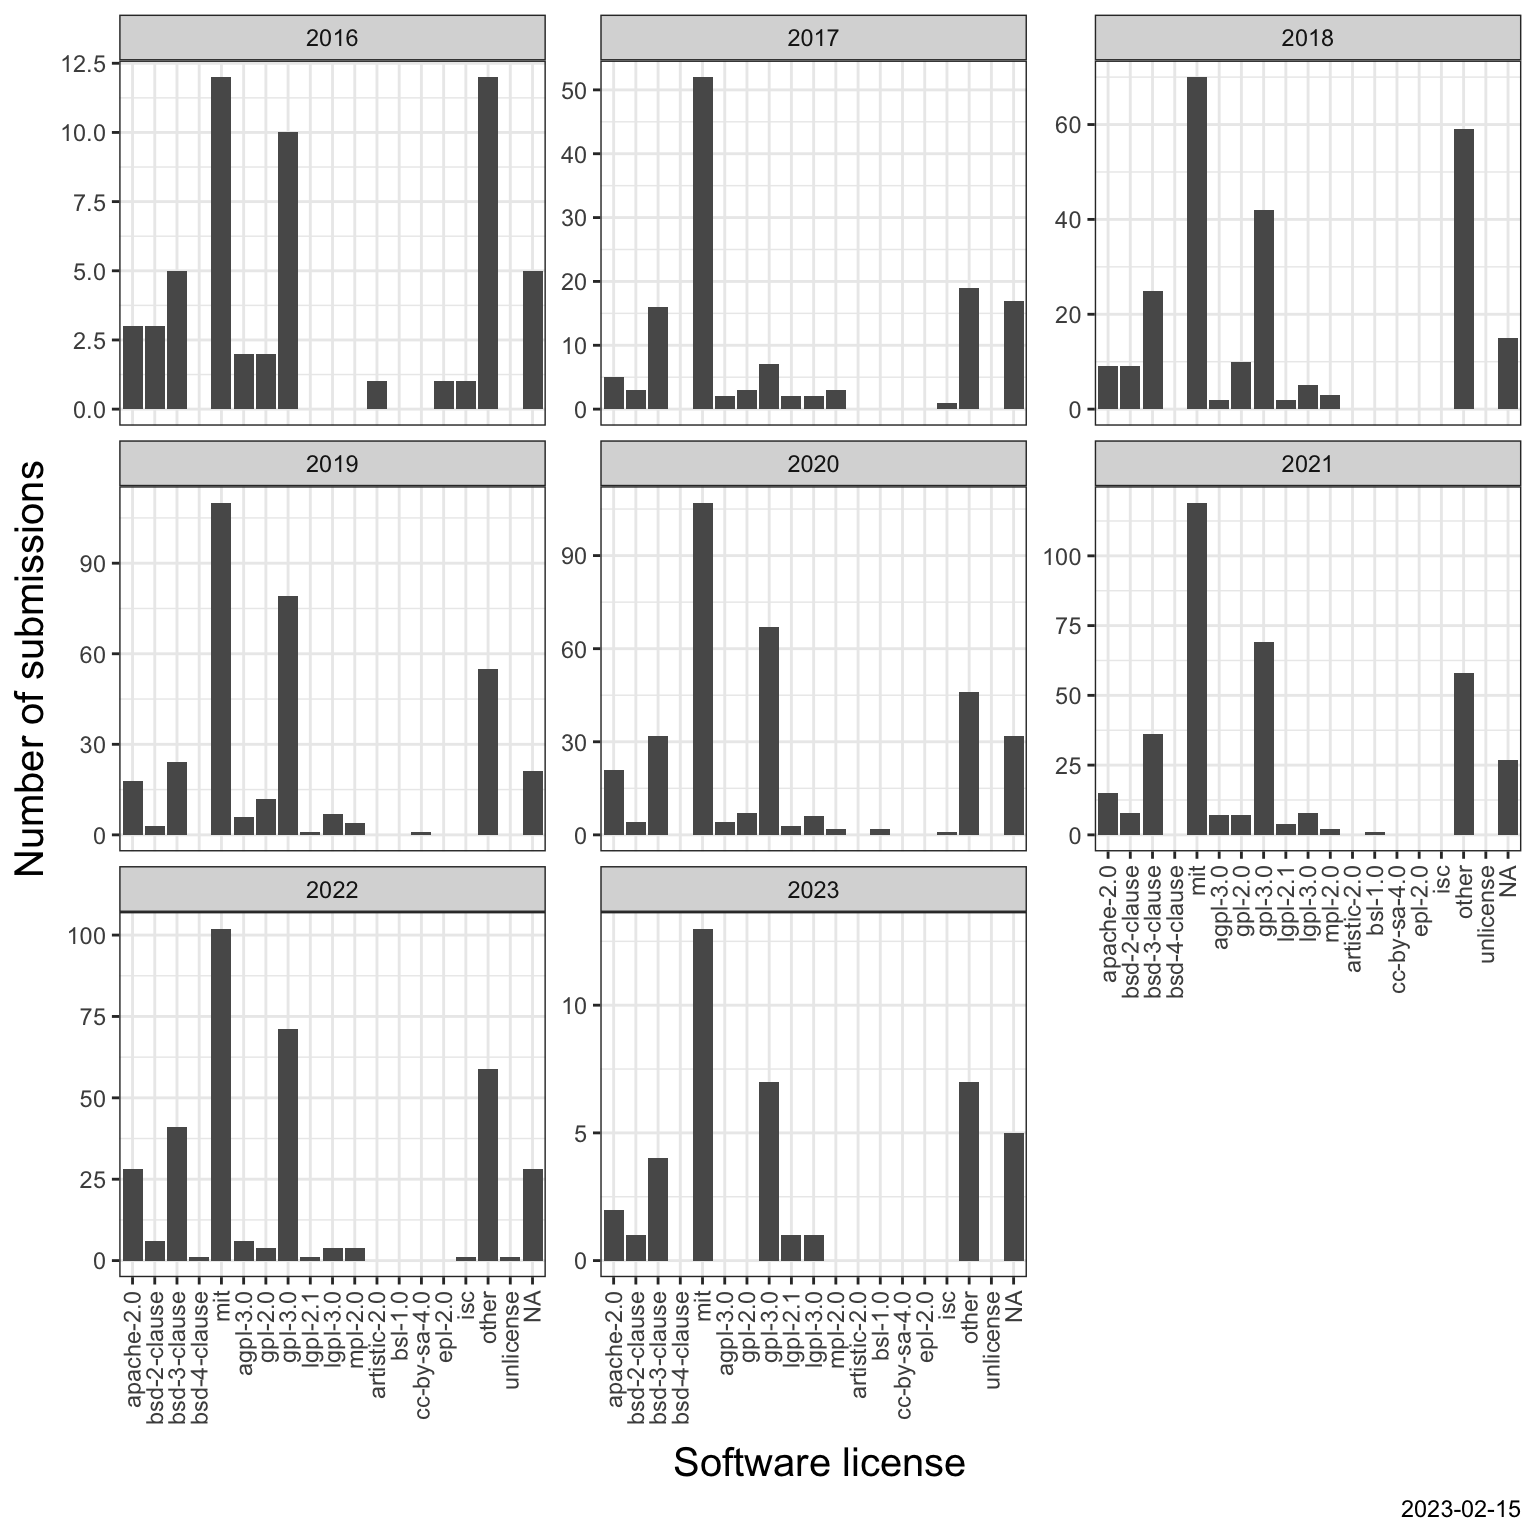 2016
2017
2018
12.5
10.0
7.5
5.0
2.5
0.0
50
40
30
20
10
0
60
40
20
0
2019
2020
2021
90
60
30
0
90
60
30
0
100
75
50
25
0
apache-2.0
bsd-2-clause
bsd-3-clause
bsd-4-clause
mit
agpl-3.0
gpl-2.0
gpl-3.0
lgpl-2.1
lgpl-3.0
mpl-2.0
artistic-2.0
bsl-1.0
cc-by-sa-4.0
epl-2.0
isc
other
unlicense
NA
2022
2023
100
75
50
25
0
apache-2.0
bsd-2-clause
bsd-3-clause
bsd-4-clause
mit
agpl-3.0
gpl-2.0
gpl-3.0
lgpl-2.1
lgpl-3.0
mpl-2.0
artistic-2.0
bsl-1.0
cc-by-sa-4.0
epl-2.0
isc
other
unlicense
NA
10
5
0
apache-2.0
bsd-2-clause
bsd-3-clause
bsd-4-clause
mit
agpl-3.0
gpl-2.0
gpl-3.0
lgpl-2.1
lgpl-3.0
mpl-2.0
artistic-2.0
bsl-1.0
cc-by-sa-4.0
epl-2.0
isc
other
unlicense
NA
Number of submissions
Software license
2023-02-15